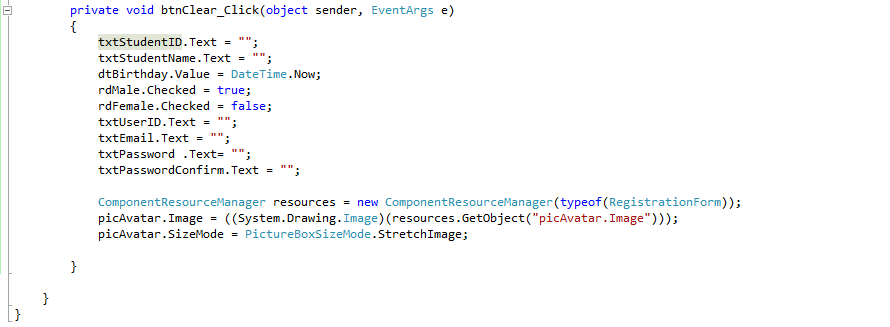 private void btnClear_Click(object sender, EventArgs e)
{
txtStudentID.Text = "";
txtStudentName.Text = "";
dtBirthday.Value = DateTime.Now;
rdMale.Checked = true;
rdFemale.Checked = false;
txtUserID.Text = "";
txtEmail.Text = "";
txtPassword .Text= "";
txtPasswordConfirm.Text = "";
ComponentResourceManager resources = new ComponentResourceManager(typeof(RegistrationForm));
picAvatar.Image = ((System.Drawing.Image)(resources.GetObject("picAvatar.Image")));
picAvatar.SizeMode = PictureBoxSizeMode.StretchImage;
}
}
}